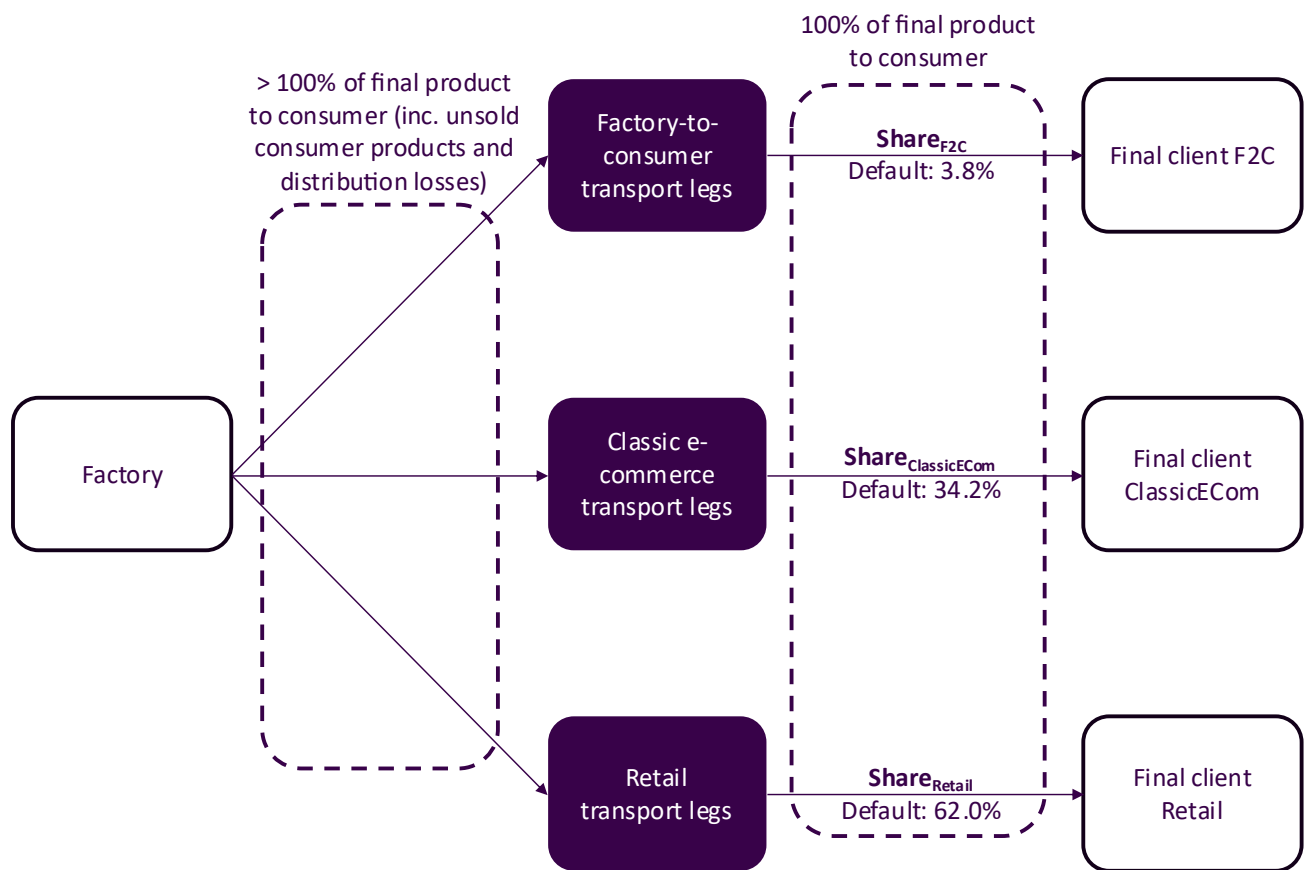 100% of final product
to consumer
> 100% of final product
to consumer (inc. unsold
consumer products and
distribution losses)
Factory-to-
consumer
transport legs
ShareF2C
Default: 3.8%
Final client F2C
Factory
Classic e-
commerce
transport legs
ShareClassicECom
Default: 34.2%
Final client
ClassicECom
Retail
transport legs
ShareRetail
Default: 62.0%
Final client
Retail